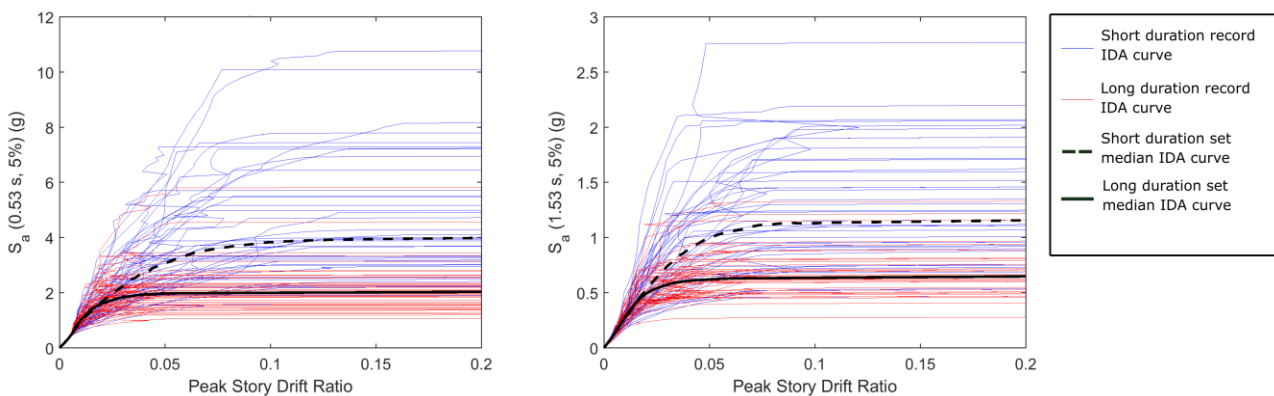 12
10
8
6
4
2
0
S_a (0.53 s, 5%) (g)
0 0.05 0.1 0.15 0.2
Peak Story Drift Ratio
3
2.5
2
1.5
1
0.5
0
S_a (1.53 s, 5%) (g)
0 0.05 0.1 0.15 0.2
Peak Story Drift Ratio
Short duration record
IDA curve
Long duration record
IDA curve
Short duration set
median IDA curve
Long duration set
median IDA curve